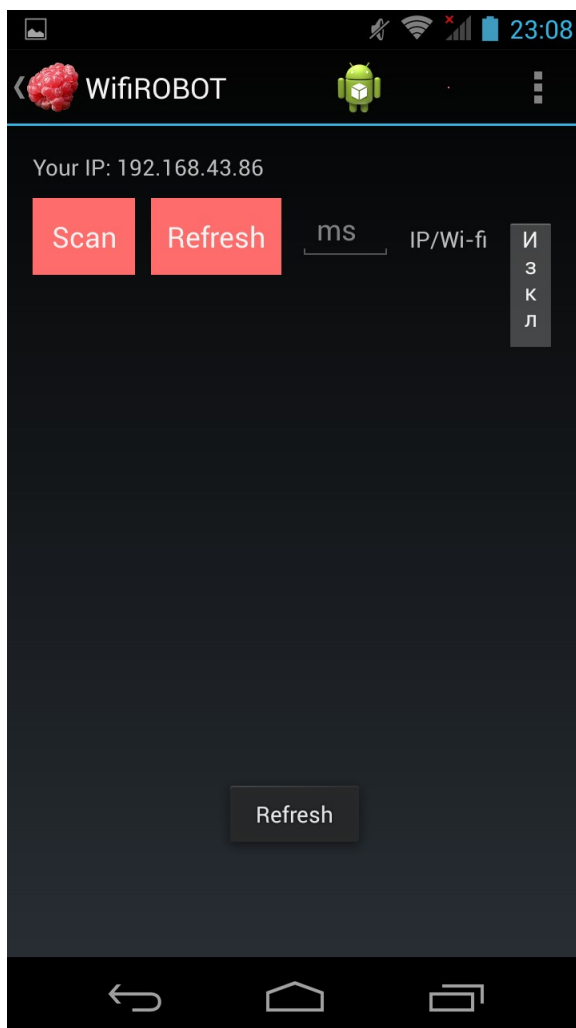 23:08
WifiROBOT
Your IP: 192.168.43.86
Scan Refresh ms IP/Wi-fi
И
з
к
л
Refresh